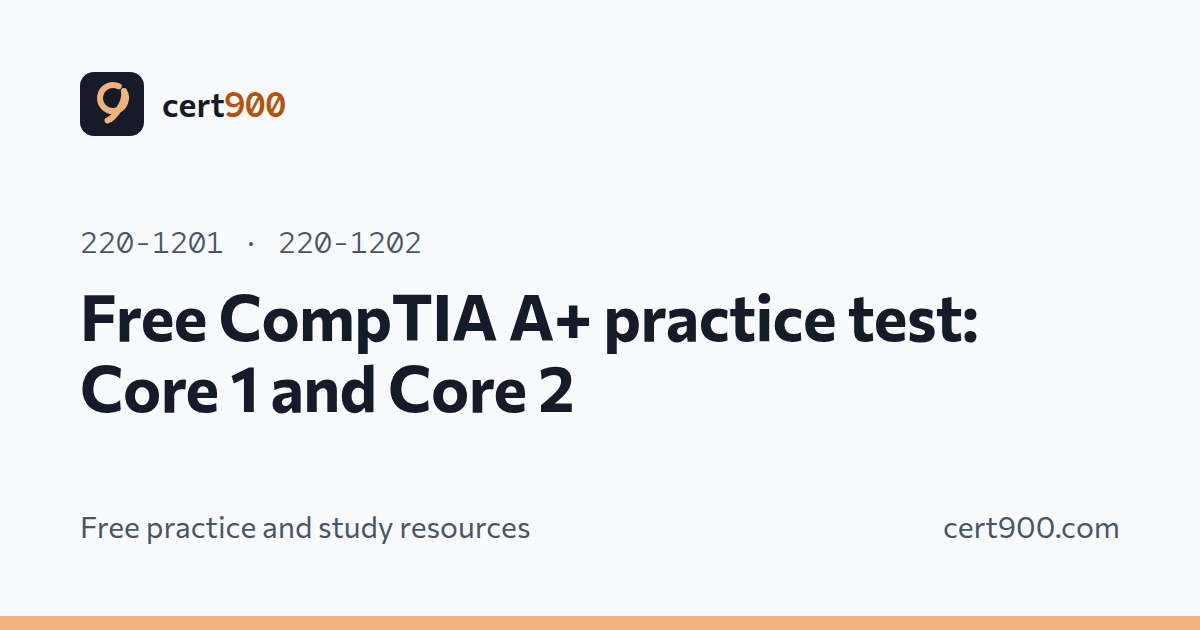 cert900
220-1201 · 220-1202
Free CompTIA A+ practice test:
Core 1 and Core 2
Free practice and study resources
cert900.com